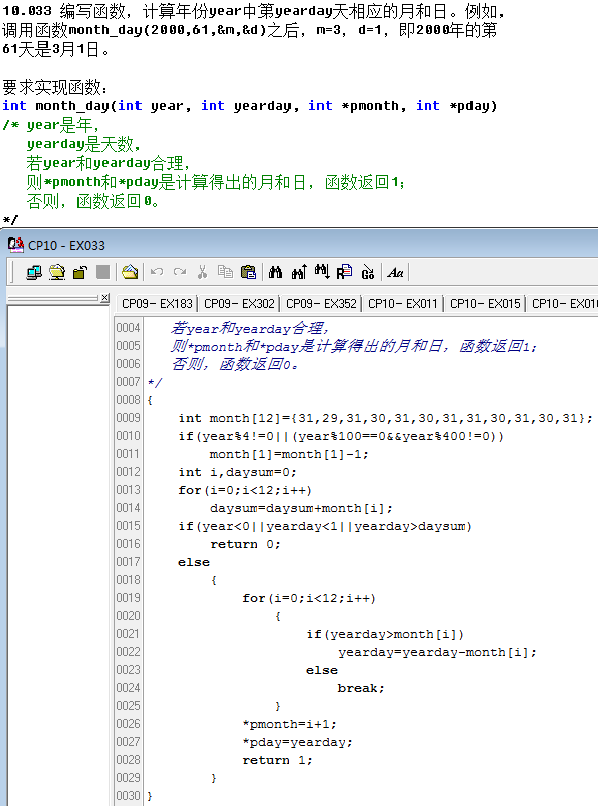 10.033 编写函数，计算年份year中第yearday天相应的月和日。例如，
调用函数month_day(2000,61,&m,&d)之后，m=3，d=1，即2000年的第
61天是3月1日。
要求实现函数：
int month_day(int year, int yearday, int *pmonth, int *pday)
/* year是年，
yearday是天数，
若year和yearday合理，
则*pmonth和*pday是计算得出的月和日，函数返回1；
否则，函数返回0。
*/
CP10 - EX033
Go Aa
CP09- EX183 CP09- EX302 CP09- EX352 CP10- EX011 CP10- EX015 CP10- EX01
0004 若year和yearday合理，
0005 则*pmonth和*pday是计算得出的月和日，函数返回1；
0006 否则，函数返回0。
0007 */
0008 {
0009 int month[12]={31,29,31,30,31,30,31,31,30,31,30,31};
0010 if(year%4!=0||(year%100==0&&year%400!=0))
0011 month[1]=month[1]-1;
0012 int i,daysum=0;
0013 for(i=0;i<12;i++)
0014 daysum=daysum+month[i];
0015 if(year<0||yearday<1||yearday>daysum)
0016 return 0;
0017 else
0018 {
0019 for(i=0;i<12;i++)
0020 {
0021 if(yearday>month[i])
0022 yearday=yearday-month[i];
0023 else
0024 break;
0025 }
0026 *pmonth=i+1;
0027 *pday=yearday;
0028 return 1;
0029 }
0030 }